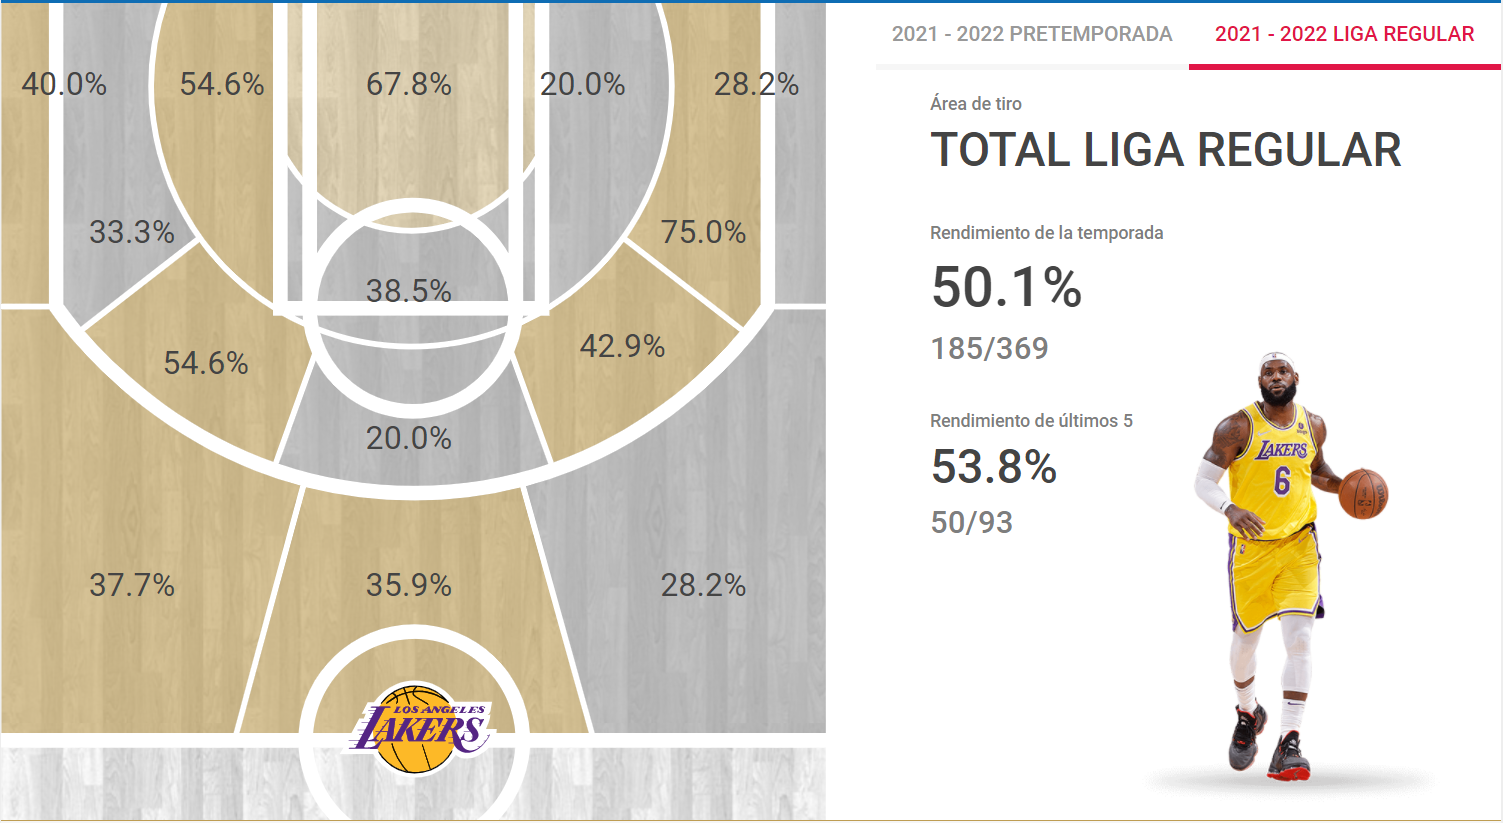 2021 - 2022 PRETEMPORADA
2021 - 2022 LIGA REGULAR
40.0%
54.6%
67.8%
20.0%
28.2%
33.3%
75.0%
38.5%
54.6%
42.9%
20.0%
37.7%
35.9%
28.2%
LOS ANGELES
LAKERS
Área de tiro
TOTAL LIGA REGULAR
Rendimiento de la temporada
50.1%
185/369
Rendimiento de últimos 5
53.8%
50/93
LAKERS
6